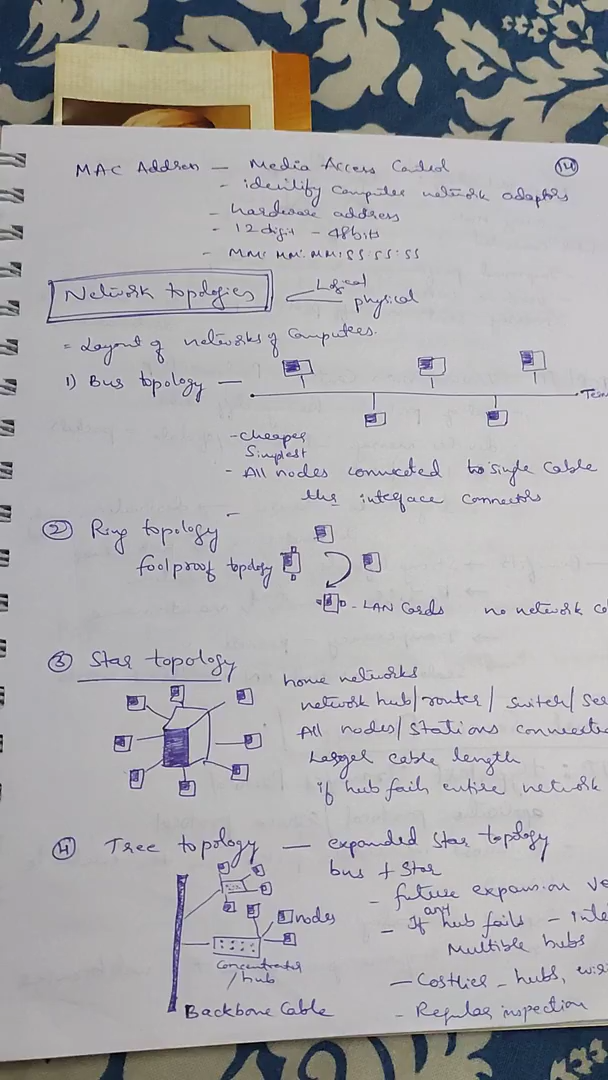 MAC Address — Media Access Control
14
- identify computer network adaptors
- hardware address
- 12 digit - 48 bits
- MM: MM: MM: SS: SS: SS
Network topologies
Logical
physical
= Layout of networks of Computers.
1) Bus topology —
- cheaper
Simplest
- All nodes connected to single cable
interface connectors
② Ring topology
foolproof topology
- LAN Cards no network
③ Star topology
home networks
network hub/router/ switch/
All nodes/Stations
Larger cable length
if hub fails entire network
④ Tree topology — expanded Star topology
bus + Star
- future expansion
- If any hub fails -
Multiple hubs
nodes
Concentrator
/hub
- Costlier - hubs,
Backbone Cable
- Regular inspection